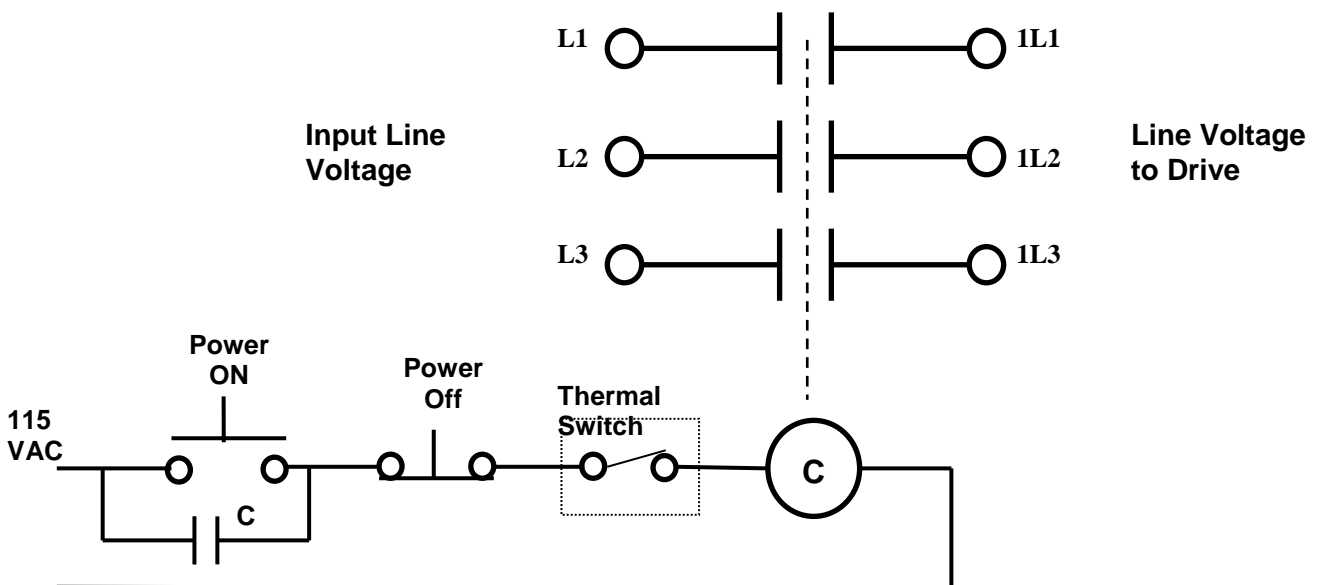 L1
1L1
Input Line
Voltage
L2
1L2
Line Voltage
to Drive
L3
1L3
Power
ON
Power
Off
Thermal
Switch
115
VAC
C
C